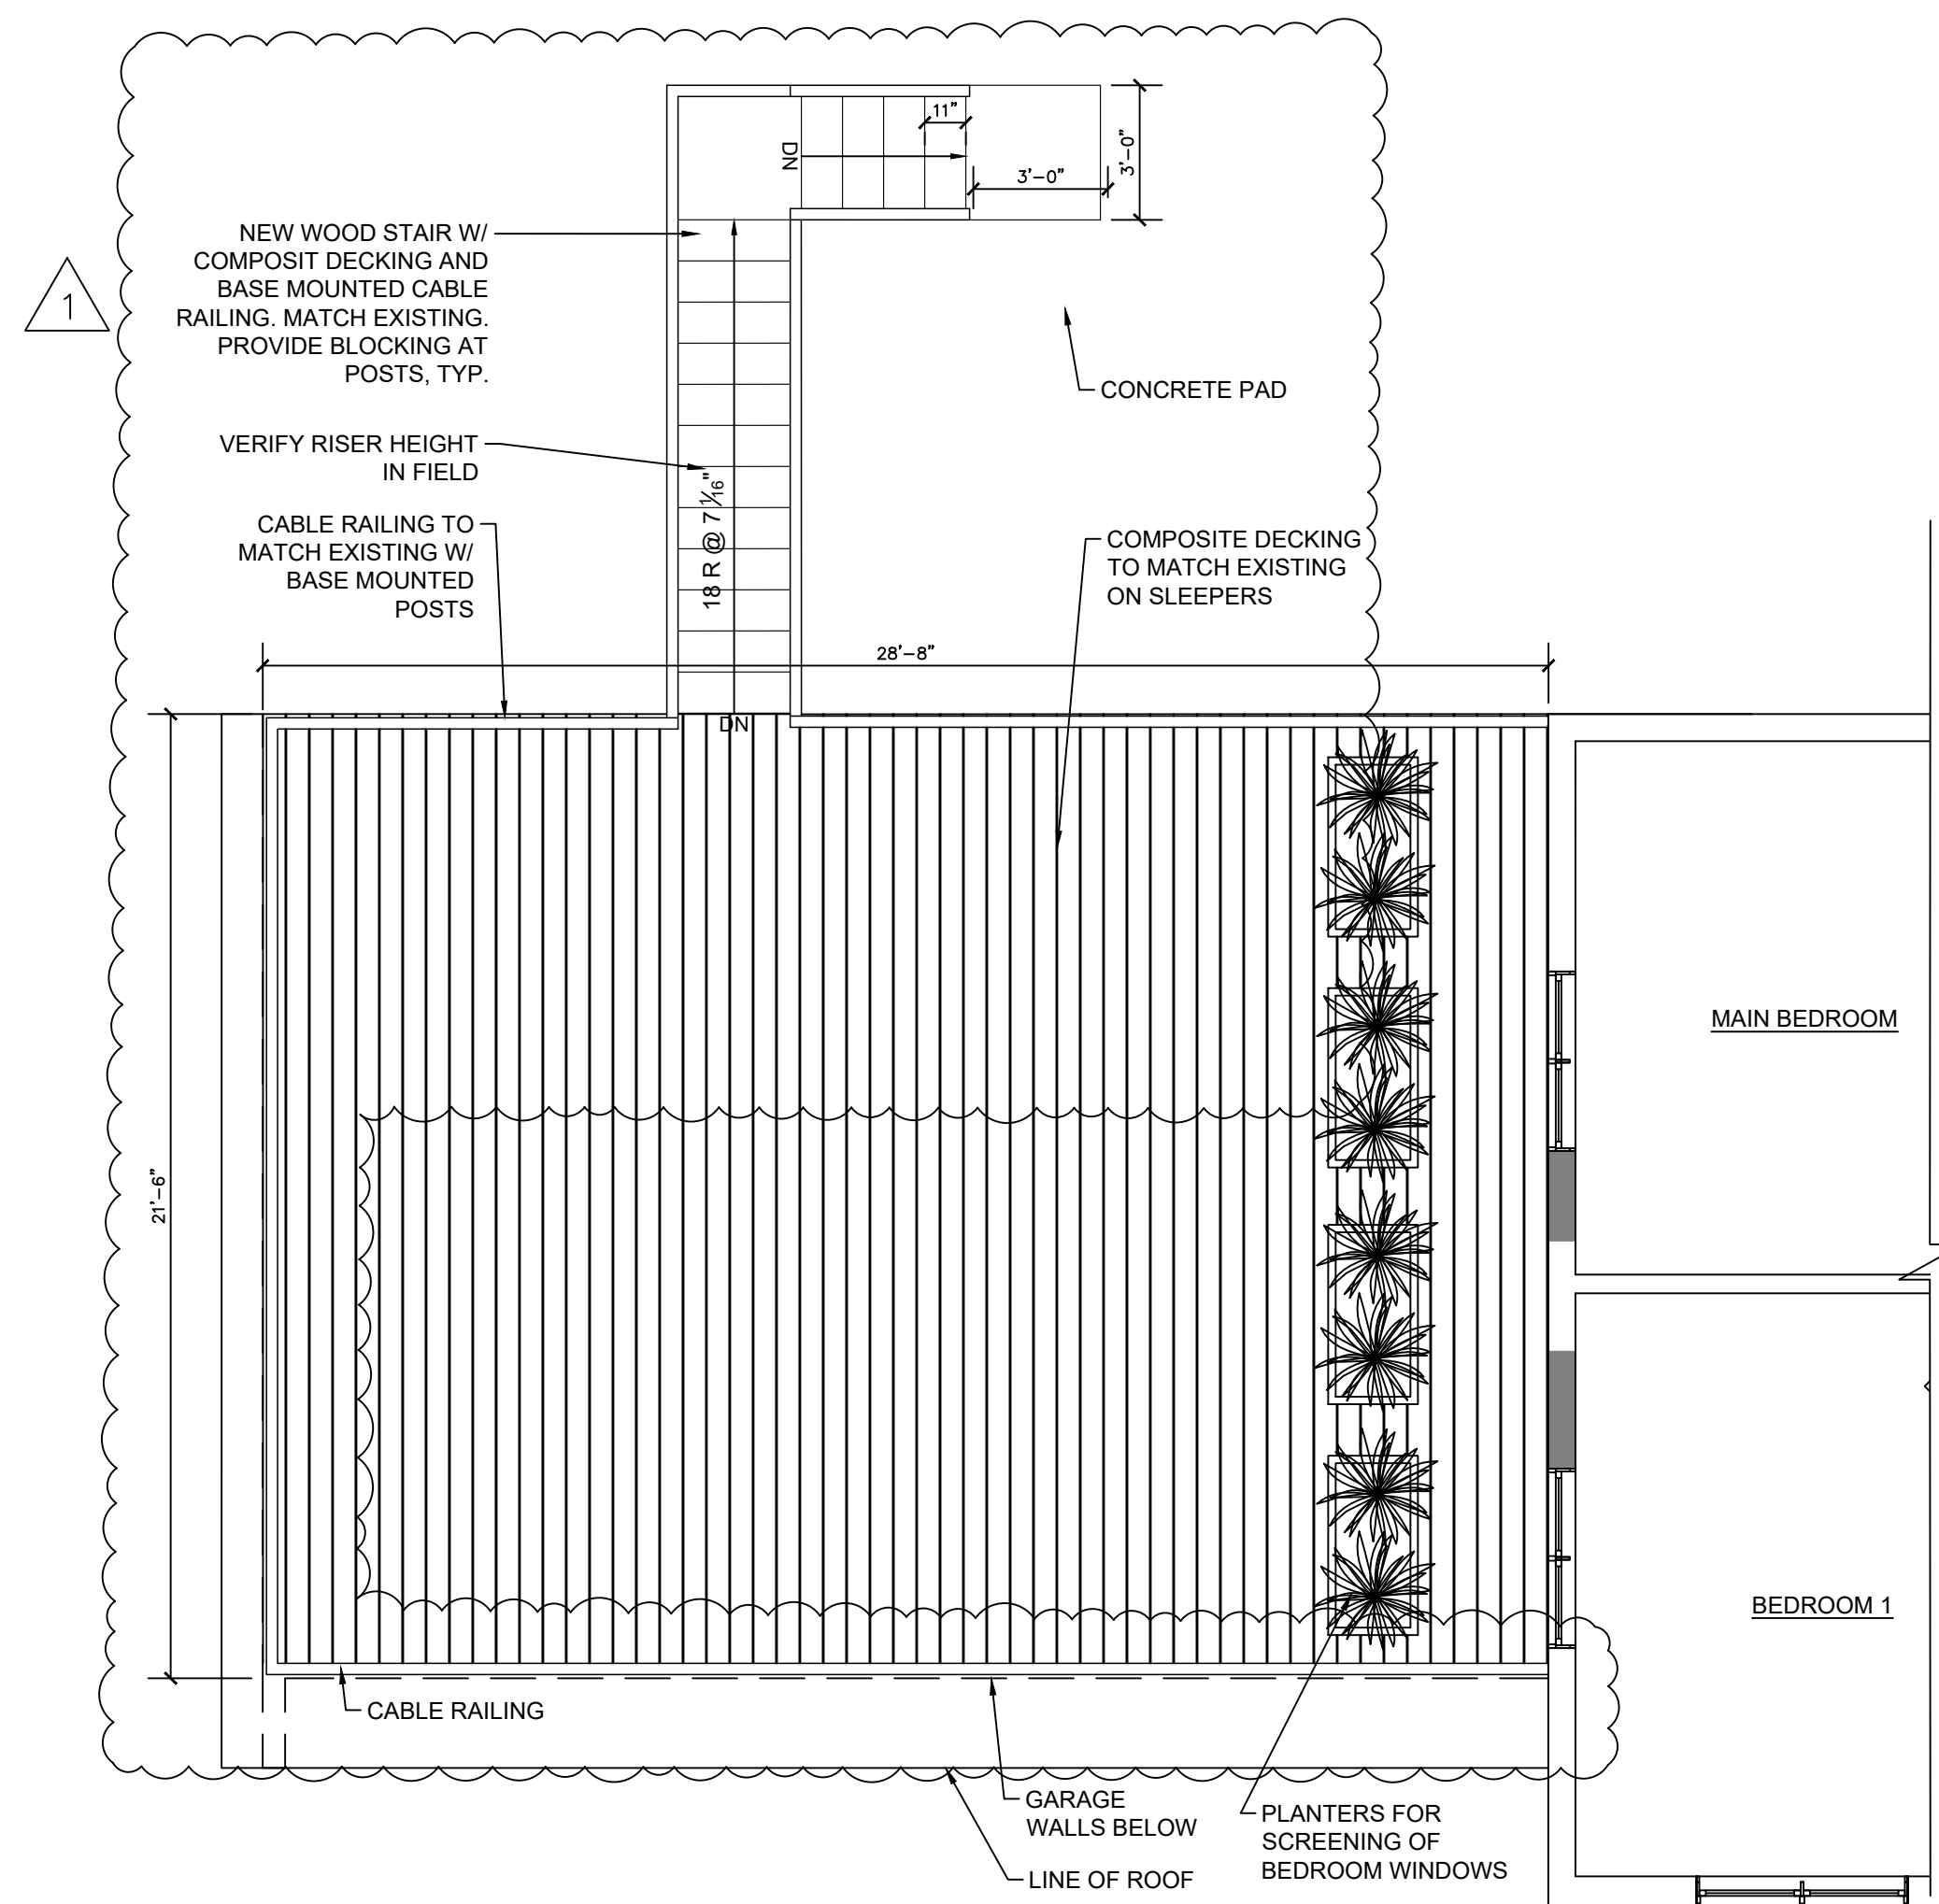 11”
DN
3’-0”
3’-0”
NEW WOOD STAIR W/
COMPOSIT DECKING AND
BASE MOUNTED CABLE
RAILING. MATCH EXISTING.
PROVIDE BLOCKING AT
POSTS, TYP.
1
CONCRETE PAD
VERIFY RISER HEIGHT
IN FIELD
18 R @ 7 1⁄16"
CABLE RAILING TO
MATCH EXISTING W/
BASE MOUNTED
POSTS
COMPOSITE DECKING
TO MATCH EXISTING
ON SLEEPERS
28’-8”
DN
MAIN BEDROOM
21’-6”
BEDROOM 1
CABLE RAILING
GARAGE
WALLS BELOW
PLANTERS FOR
SCREENING OF
BEDROOM WINDOWS
LINE OF ROOF